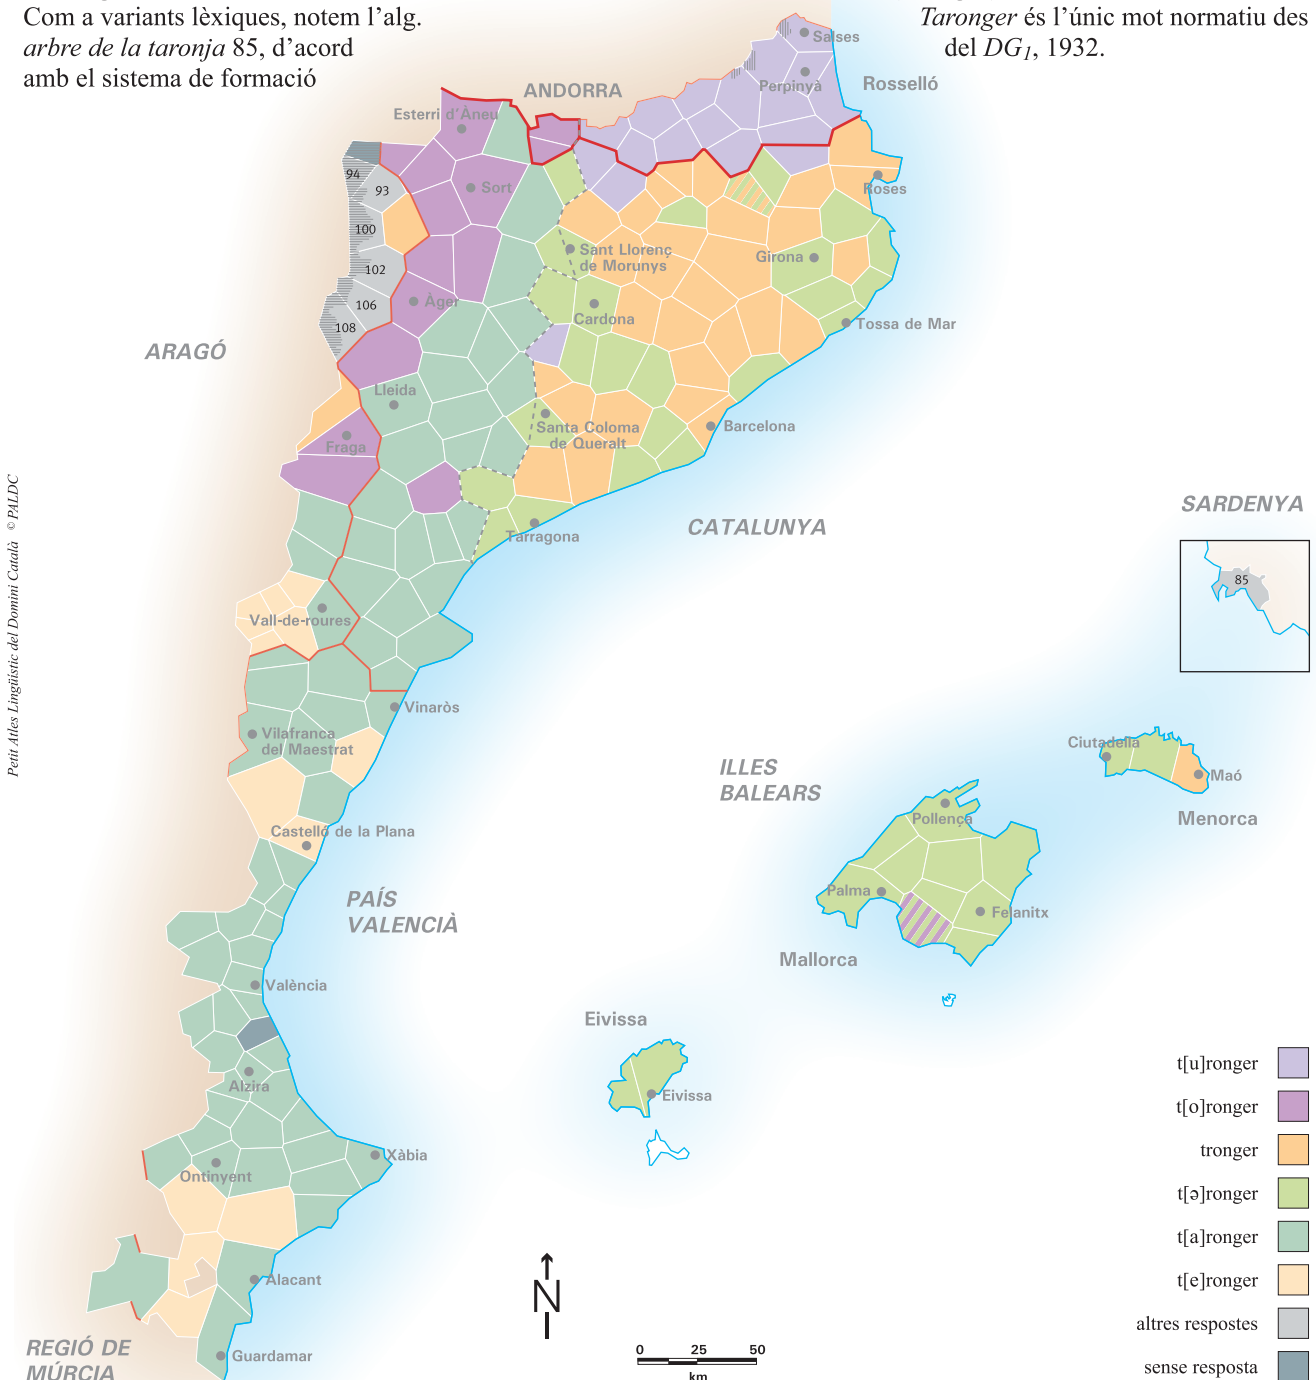 Com a variants lèxiques, notem l’alg.
arbre de la taronja 85, d’acord
amb el sistema de formació
Taronger és l’únic mot normatiu des
del DG1, 1932.
Salses
Perpinyà
Rosselló
ANDORRA
Esterri d’Àneu
94
93
Sort
Roses
100
Sant Llorenç
de Morunys
Girona
102
106
Àger
Cardona
108
Tossa de Mar
ARAGÓ
Lleida
Santa Coloma
de Queralt
Barcelona
Fraga
Tarragona
CATALUNYA
SARDENYA
85
Petit Atles Lingüístic del Domini Català © PALDC
Vall-de-roures
Vinaròs
Vilafranca
del Maestrat
ILLES
BALEARS
Ciutadella
Maó
Menorca
Pollença
Castelló de la Plana
PAÍS
VALENCIÀ
Palma
Felanitx
Mallorca
València
Eivissa
Alzira
Eivissa
Xàbia
Ontinyent
Alacant
Guardamar
REGIÓ DE
MÚRCIA
N
0 25 50
km
t[u]ronger
t[o]ronger
tronger
t[ə]ronger
t[a]ronger
t[e]ronger
altres respostes
sense resposta